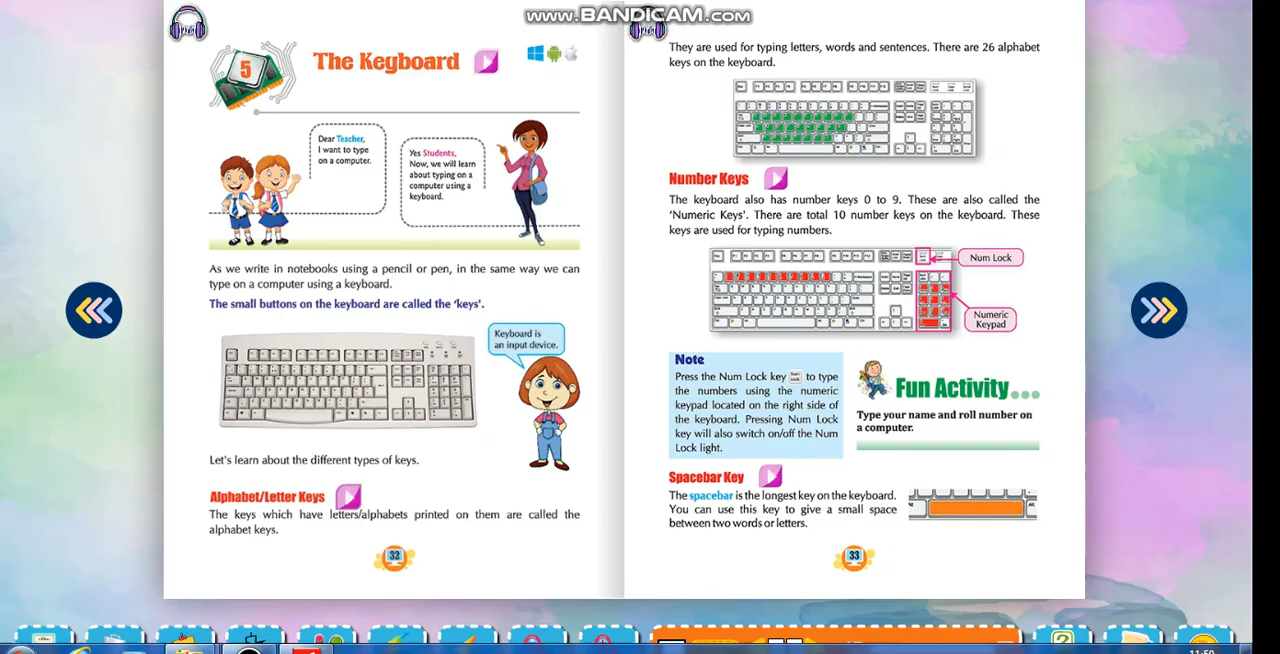 www.BANDICAM.com
5
The Keyboard
Dear Teacher,
I want to type
on a computer.
Yes Students,
Now, we will learn
about typing on a
computer using a
keyboard.
As we write in notebooks using a pencil or pen, in the same way we can
type on a computer using a keyboard.
The small buttons on the keyboard are called the ‘keys’.
Keyboard is
an input device.
Let's learn about the different types of keys.
Alphabet/Letter Keys
The keys which have letters/alphabets printed on them are called the
alphabet keys.
32
They are used for typing letters, words and sentences. There are 26 alphabet
keys on the keyboard.
Number Keys
The keyboard also has number keys 0 to 9. These are also called the
‘Numeric Keys’. There are total 10 number keys on the keyboard. These
keys are used for typing numbers.
Num Lock
Numeric
Keypad
Note
Press the Num Lock key Num Lock to type
the numbers using the numeric
keypad located on the right side of
the keyboard. Pressing Num Lock
key will also switch on/off the Num
Lock light.
Fun Activity...
Type your name and roll number on
a computer.
Spacebar Key
The spacebar is the longest key on the keyboard.
You can use this key to give a small space
between two words or letters.
Alt
33
11:50